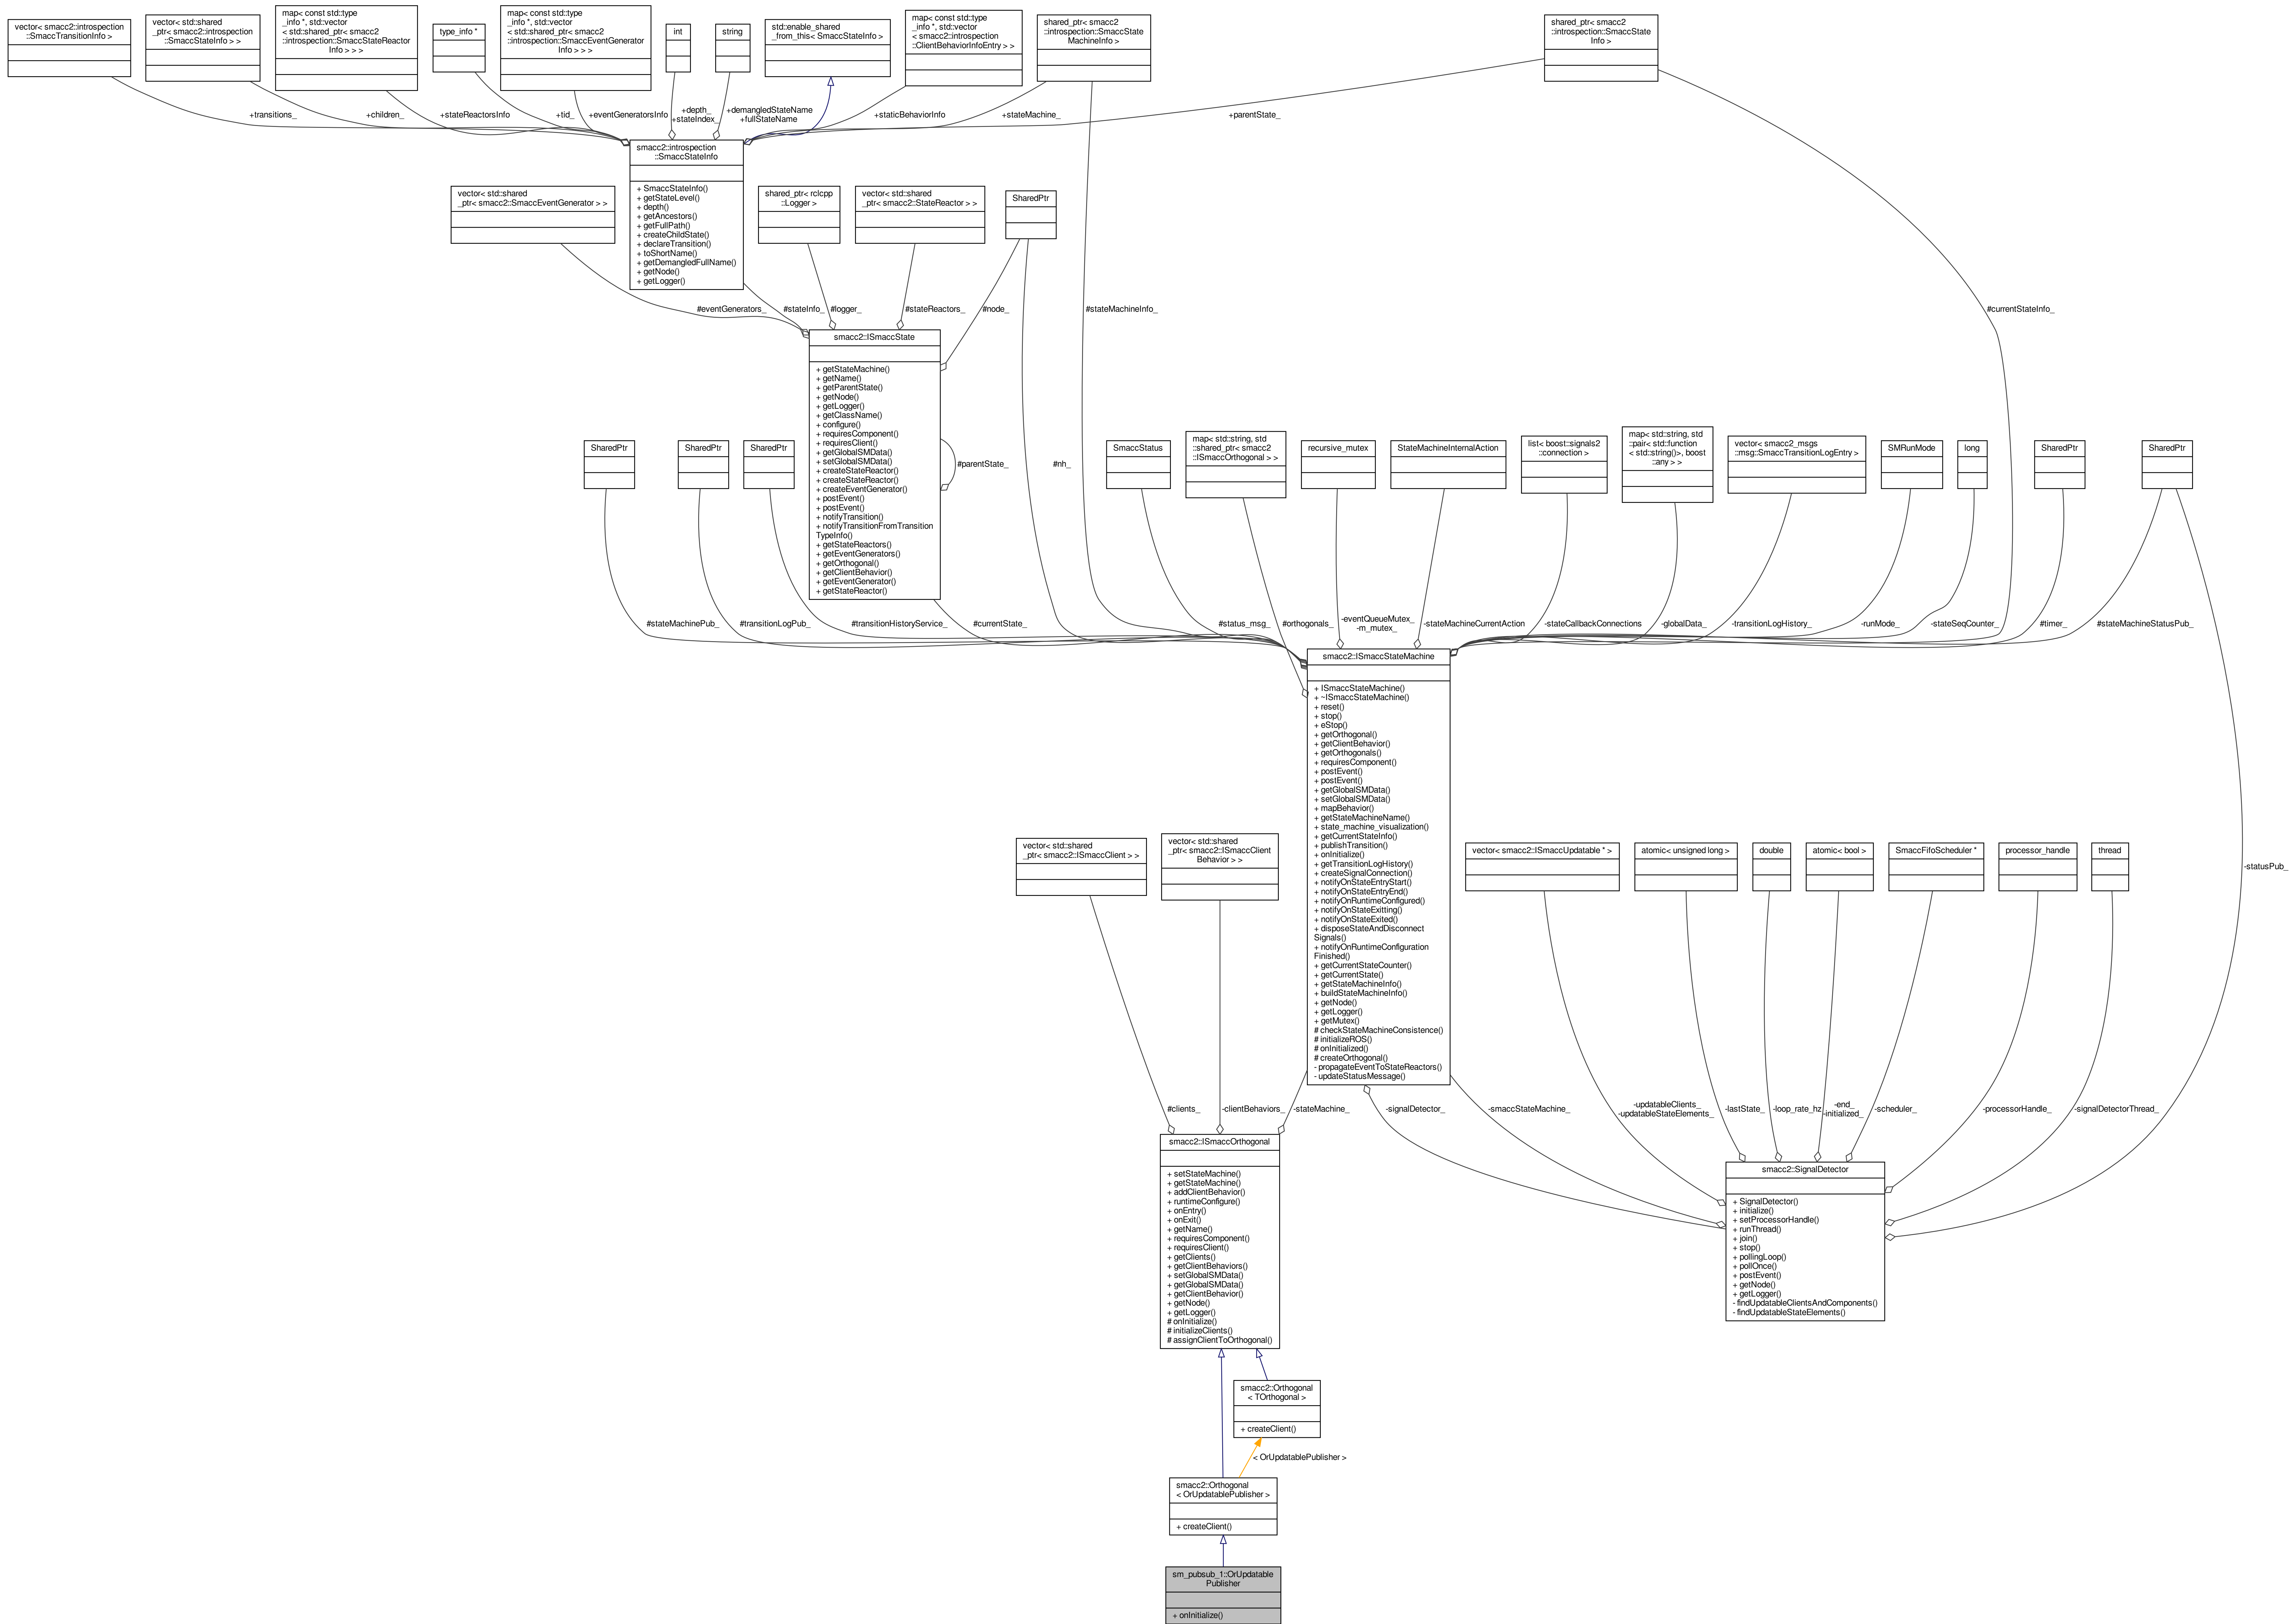 vector< smacc2::introspection
::SmaccTransitionInfo >
vector< std::shared
_ptr< smacc2::introspection
::SmaccStateInfo > >
map< const std::type
_info *, std::vector
< std::shared_ptr< smacc2
::introspection::SmaccStateReactor
Info > > >
type_info *
map< const std::type
_info *, std::vector
< std::shared_ptr< smacc2
::introspection::SmaccEventGenerator
Info > > >
int
string
std::enable_shared
_from_this< SmaccStateInfo >
map< const std::type
_info *, std::vector
< smacc2::introspection
::ClientBehaviorInfoEntry > >
shared_ptr< smacc2
::introspection::SmaccState
MachineInfo >
shared_ptr< smacc2
::introspection::SmaccState
Info >
+transitions_
+children_
+stateReactorsInfo
+tid_
+eventGeneratorsInfo
+depth_
+stateIndex_
+demangledStateName
+fullStateName
+staticBehaviorInfo
+stateMachine_
+parentState_
smacc2::introspection
::SmaccStateInfo
+ SmaccStateInfo()
+ getStateLevel()
+ depth()
+ getAncestors()
+ getFullPath()
+ createChildState()
+ declareTransition()
+ toShortName()
+ getDemangledFullName()
+ getNode()
+ getLogger()
vector< std::shared
_ptr< smacc2::SmaccEventGenerator > >
shared_ptr< rclcpp
::Logger >
vector< std::shared
_ptr< smacc2::StateReactor > >
SharedPtr
#eventGenerators_
#stateInfo_
#logger_
#stateReactors_
#node_
#stateMachineInfo_
#currentStateInfo_
smacc2::ISmaccState
+ getStateMachine()
+ getName()
+ getParentState()
+ getNode()
+ getLogger()
+ getClassName()
+ configure()
+ requiresComponent()
+ requiresClient()
+ getGlobalSMData()
+ setGlobalSMData()
+ createStateReactor()
+ createStateReactor()
+ createEventGenerator()
+ postEvent()
+ postEvent()
+ notifyTransition()
+ notifyTransitionFromTransition
TypeInfo()
+ getStateReactors()
+ getEventGenerators()
+ getOrthogonal()
+ getClientBehavior()
+ getEventGenerator()
+ getStateReactor()
#parentState_
#nh_
SharedPtr
SharedPtr
SharedPtr
SmaccStatus
map< std::string, std
::shared_ptr< smacc2
::ISmaccOrthogonal > >
recursive_mutex
StateMachineInternalAction
list< boost::signals2
::connection >
map< std::string, std
::pair< std::function
< std::string()>, boost
::any > >
vector< smacc2_msgs
::msg::SmaccTransitionLogEntry >
SMRunMode
long
SharedPtr
SharedPtr
#stateMachinePub_
#transitionLogPub_
#transitionHistoryService_
#currentState_
#status_msg_
#orthogonals_
-eventQueueMutex_
-m_mutex_
-stateMachineCurrentAction
-stateCallbackConnections
-globalData_
-transitionLogHistory_
-runMode_
-stateSeqCounter_
#timer_
#stateMachineStatusPub_
smacc2::ISmaccStateMachine
+ ISmaccStateMachine()
+ ~ISmaccStateMachine()
+ reset()
+ stop()
+ eStop()
+ getOrthogonal()
+ getClientBehavior()
+ getOrthogonals()
+ requiresComponent()
+ postEvent()
+ postEvent()
+ getGlobalSMData()
+ setGlobalSMData()
+ mapBehavior()
+ getStateMachineName()
+ state_machine_visualization()
+ getCurrentStateInfo()
+ publishTransition()
+ onInitialize()
+ getTransitionLogHistory()
+ createSignalConnection()
+ notifyOnStateEntryStart()
+ notifyOnStateEntryEnd()
+ notifyOnRuntimeConfigured()
+ notifyOnStateExitting()
+ notifyOnStateExited()
+ disposeStateAndDisconnect
Signals()
+ notifyOnRuntimeConfiguration
Finished()
+ getCurrentStateCounter()
+ getCurrentState()
+ getStateMachineInfo()
+ buildStateMachineInfo()
+ getNode()
+ getLogger()
+ getMutex()
# checkStateMachineConsistence()
# initializeROS()
# onInitialized()
# createOrthogonal()
- propagateEventToStateReactors()
- updateStatusMessage()
vector< std::shared
_ptr< smacc2::ISmaccClient > >
vector< std::shared
_ptr< smacc2::ISmaccClient
Behavior > >
vector< smacc2::ISmaccUpdatable * >
atomic< unsigned long >
double
atomic< bool >
SmaccFifoScheduler *
processor_handle
thread
-statusPub_
#clients_
-clientBehaviors_
-stateMachine_
-signalDetector_
-smaccStateMachine_
-updatableClients_
-updatableStateElements_
-lastState_
-loop_rate_hz
-end_
-initialized_
-scheduler_
-processorHandle_
-signalDetectorThread_
smacc2::ISmaccOrthogonal
+ setStateMachine()
+ getStateMachine()
+ addClientBehavior()
+ runtimeConfigure()
+ onEntry()
+ onExit()
+ getName()
+ requiresComponent()
+ requiresClient()
+ getClients()
+ getClientBehaviors()
+ setGlobalSMData()
+ getGlobalSMData()
+ getClientBehavior()
+ getNode()
+ getLogger()
# onInitialize()
# initializeClients()
# assignClientToOrthogonal()
smacc2::SignalDetector
+ SignalDetector()
+ initialize()
+ setProcessorHandle()
+ runThread()
+ join()
+ stop()
+ pollingLoop()
+ pollOnce()
+ postEvent()
+ getNode()
+ getLogger()
- findUpdatableClientsAndComponents()
- findUpdatableStateElements()
smacc2::Orthogonal
< TOrthogonal >
+ createClient()
< OrUpdatablePublisher >
smacc2::Orthogonal
< OrUpdatablePublisher >
+ createClient()
sm_pubsub_1::OrUpdatable
Publisher
+ onInitialize()